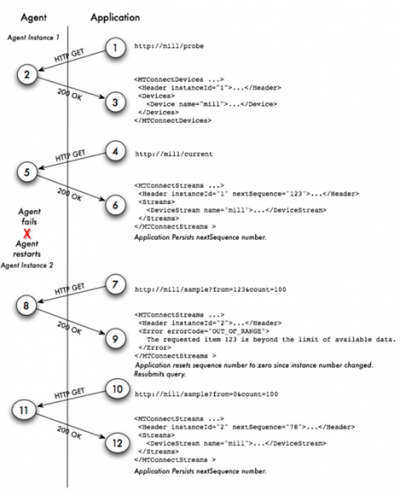 Agent Application
Agent Instance 1
1 http://mill/probe
HTTP GET
2
200 OK
<MTConnectDevices ...>
<Header instanceId="1">...</Header>
<Devices>
<Device name="mill">...</Device>
</Devices>
</MTConnectDevices>
3
4 http://mill/current
HTTP GET
5
200 OK
<MTConnectStreams ...>
<Header instanceId="1" nextSequence="123">...</Header>
<Streams>
<DeviceStream name="mill">...</DeviceStream>
</Streams>
</MTConnectStreams >
6
Application Persists nextSequence number.
Agent
fails
X
Agent
restarts
Agent Instance 2
7 http://mill/sample?from=123&count=100
HTTP GET
8
200 OK
<MTConnectStreams ...>
<Header instanceId="2">...</Header>
<Error errorCode="OUT_OF_RANGE">
The requested item 123 is beyond the limit of available data.
</Error>
</MTConnectStreams >
9
Application resets sequence number to zero since instance number changed.
Resubmits query.
10 http://mill/sample?from=0&count=100
HTTP GET
11
200 OK
<MTConnectStreams ...>
<Header instanceId="2" nextSequence="78">...</Header>
<Streams>
<DeviceStream name="mill">...</DeviceStream>
</Streams>
</MTConnectStreams >
12
Application Persists nextSequence number.